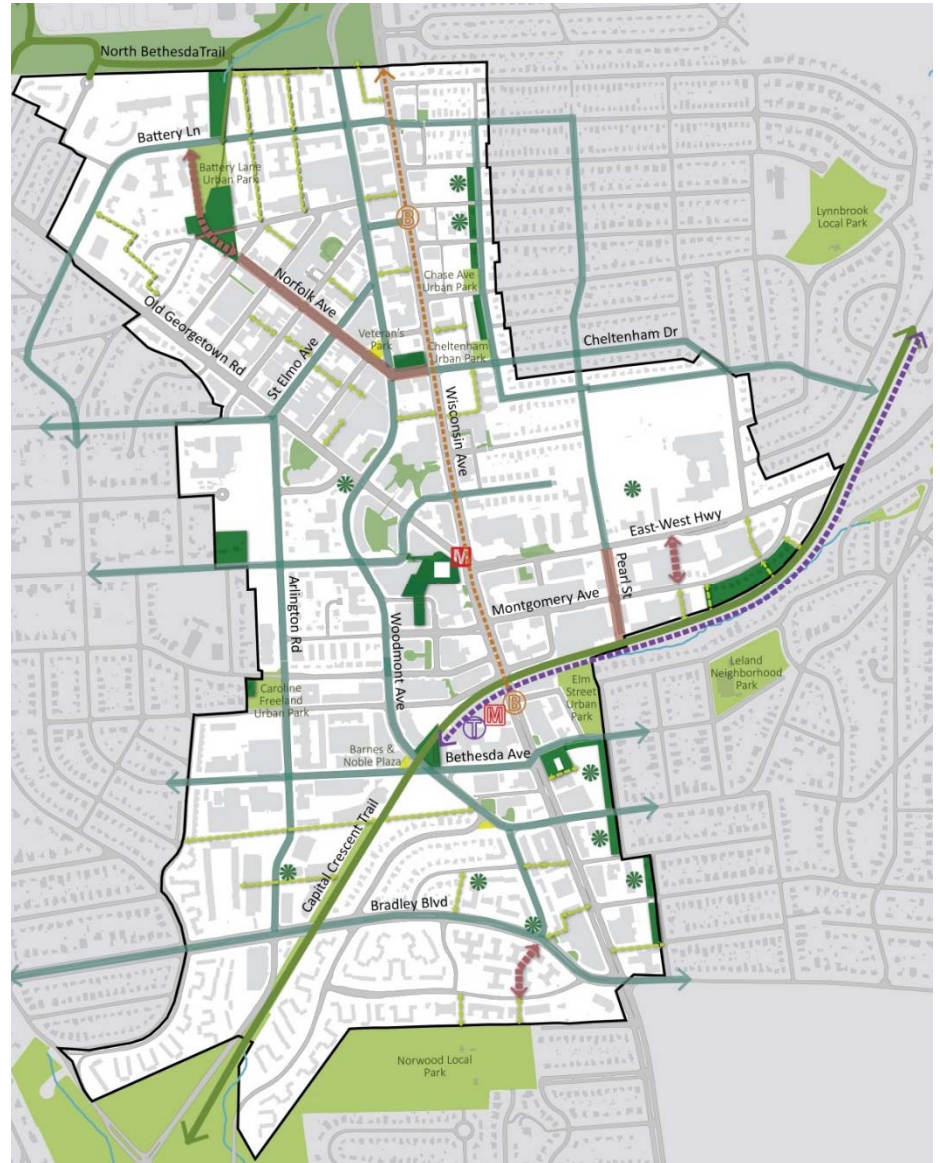 North BethesdaTrail
Battery Ln
Battery Lane
Urban Park
B
Lynnbrook
Local Park
Norfolk Ave
Chase Ave
Urban Park
Old Georgetown Rd
St Elmo Ave
Veteran's
Park
Cheltenham
Urban Park
Cheltenham Dr
Wisconsin Ave
East-West Hwy
M
Pearl St
Montgomery Ave
Arlington Rd
Woodmont Ave
Leland
Neighborhood
Park
Elm
Street
Urban
Park
Caroline
Freeland
Urban Park
B
M
T
Barnes &
Noble Plaza
Bethesda Ave
Capital Crescent Trail
Bradley Blvd
Norwood Local
Park